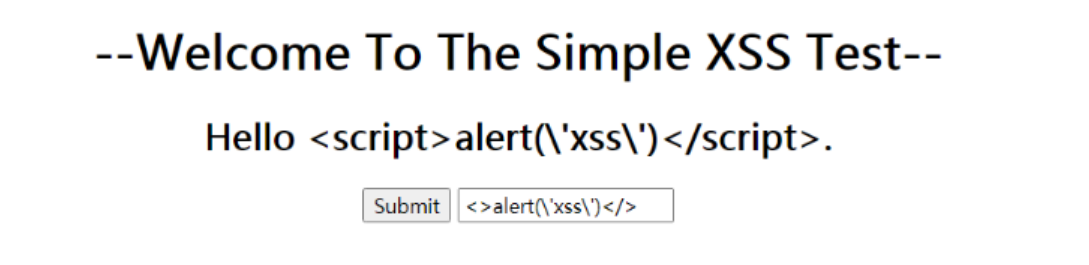 --Welcome To The Simple XSS Test--
Hello <script>alert(\'xss\')</script>.
Submit <>alert(\'xss\')</>